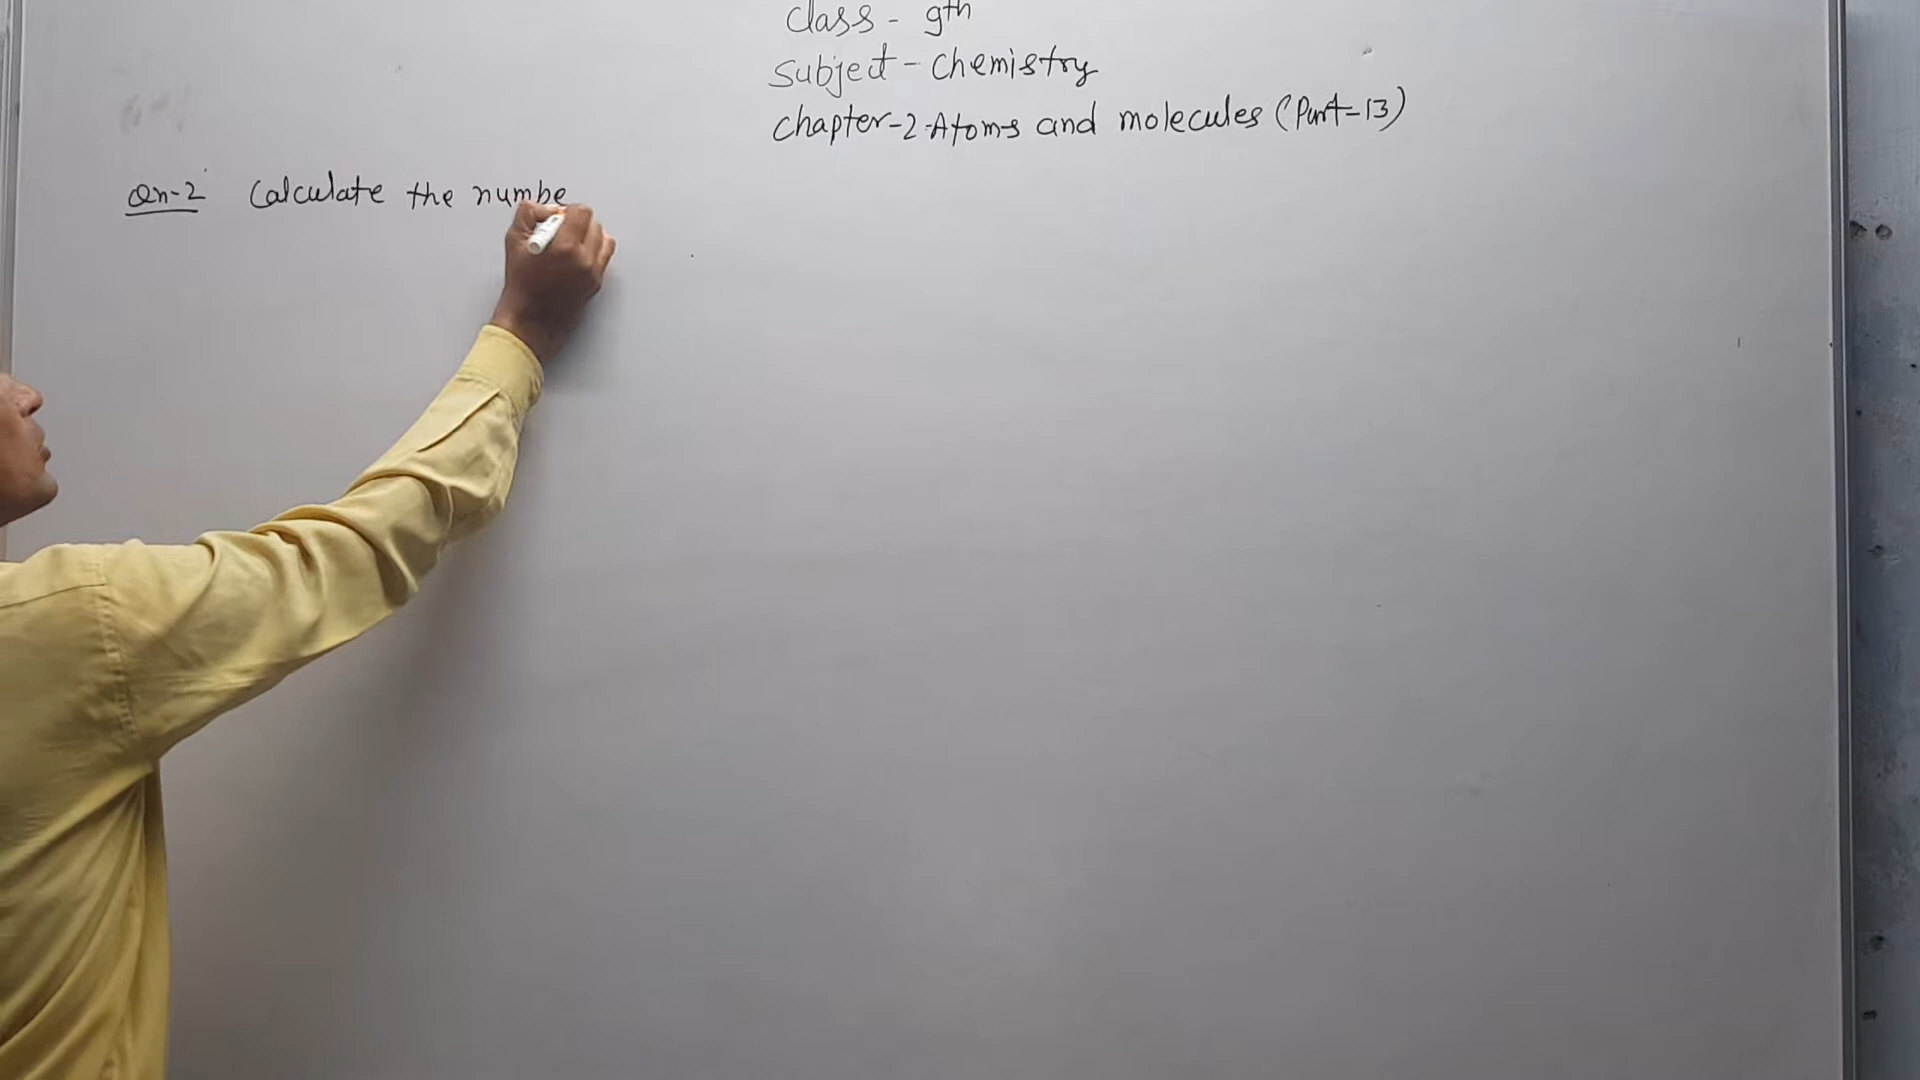 Class - 9th
Subject - Chemistry
Chapter-2-Atoms and molecules (Part-13)
Qn-2 Calculate the numbe